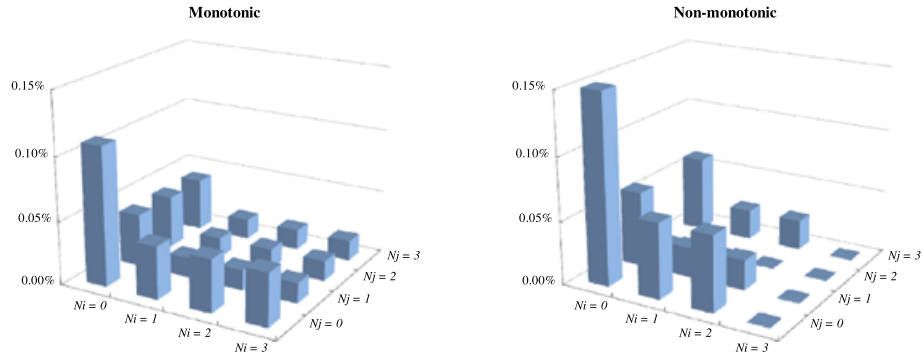 Monotonic
0.15%
0.10%
0.05%
0.00%
Ni = 0
Ni = 1
Ni = 2
Ni = 3
Nj = 0
Nj = 1
Nj = 2
Nj = 3
Non-monotonic
0.15%
0.10%
0.05%
0.00%
Ni = 0
Ni = 1
Ni = 2
Ni = 3
Nj = 0
Nj = 1
Nj = 2
Nj = 3